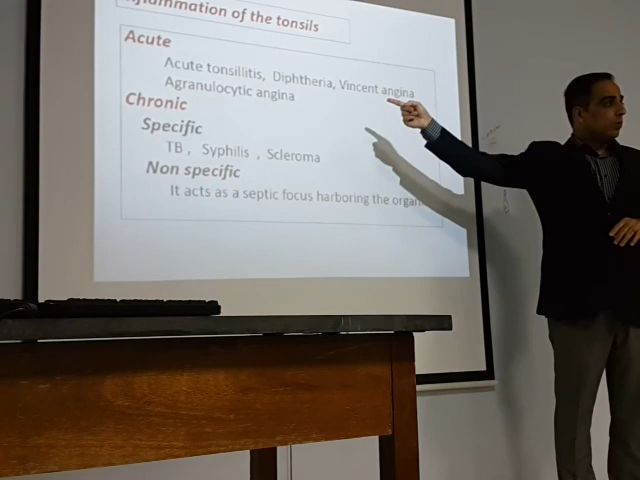 of the tonsils
Acute
Acute tonsillitis, Diphtheria, Vincent angina
Agranulocytic angina
Chronic
Specific
TB , Syphilis , Scleroma
Non specific
It acts as a septic focus harboring the